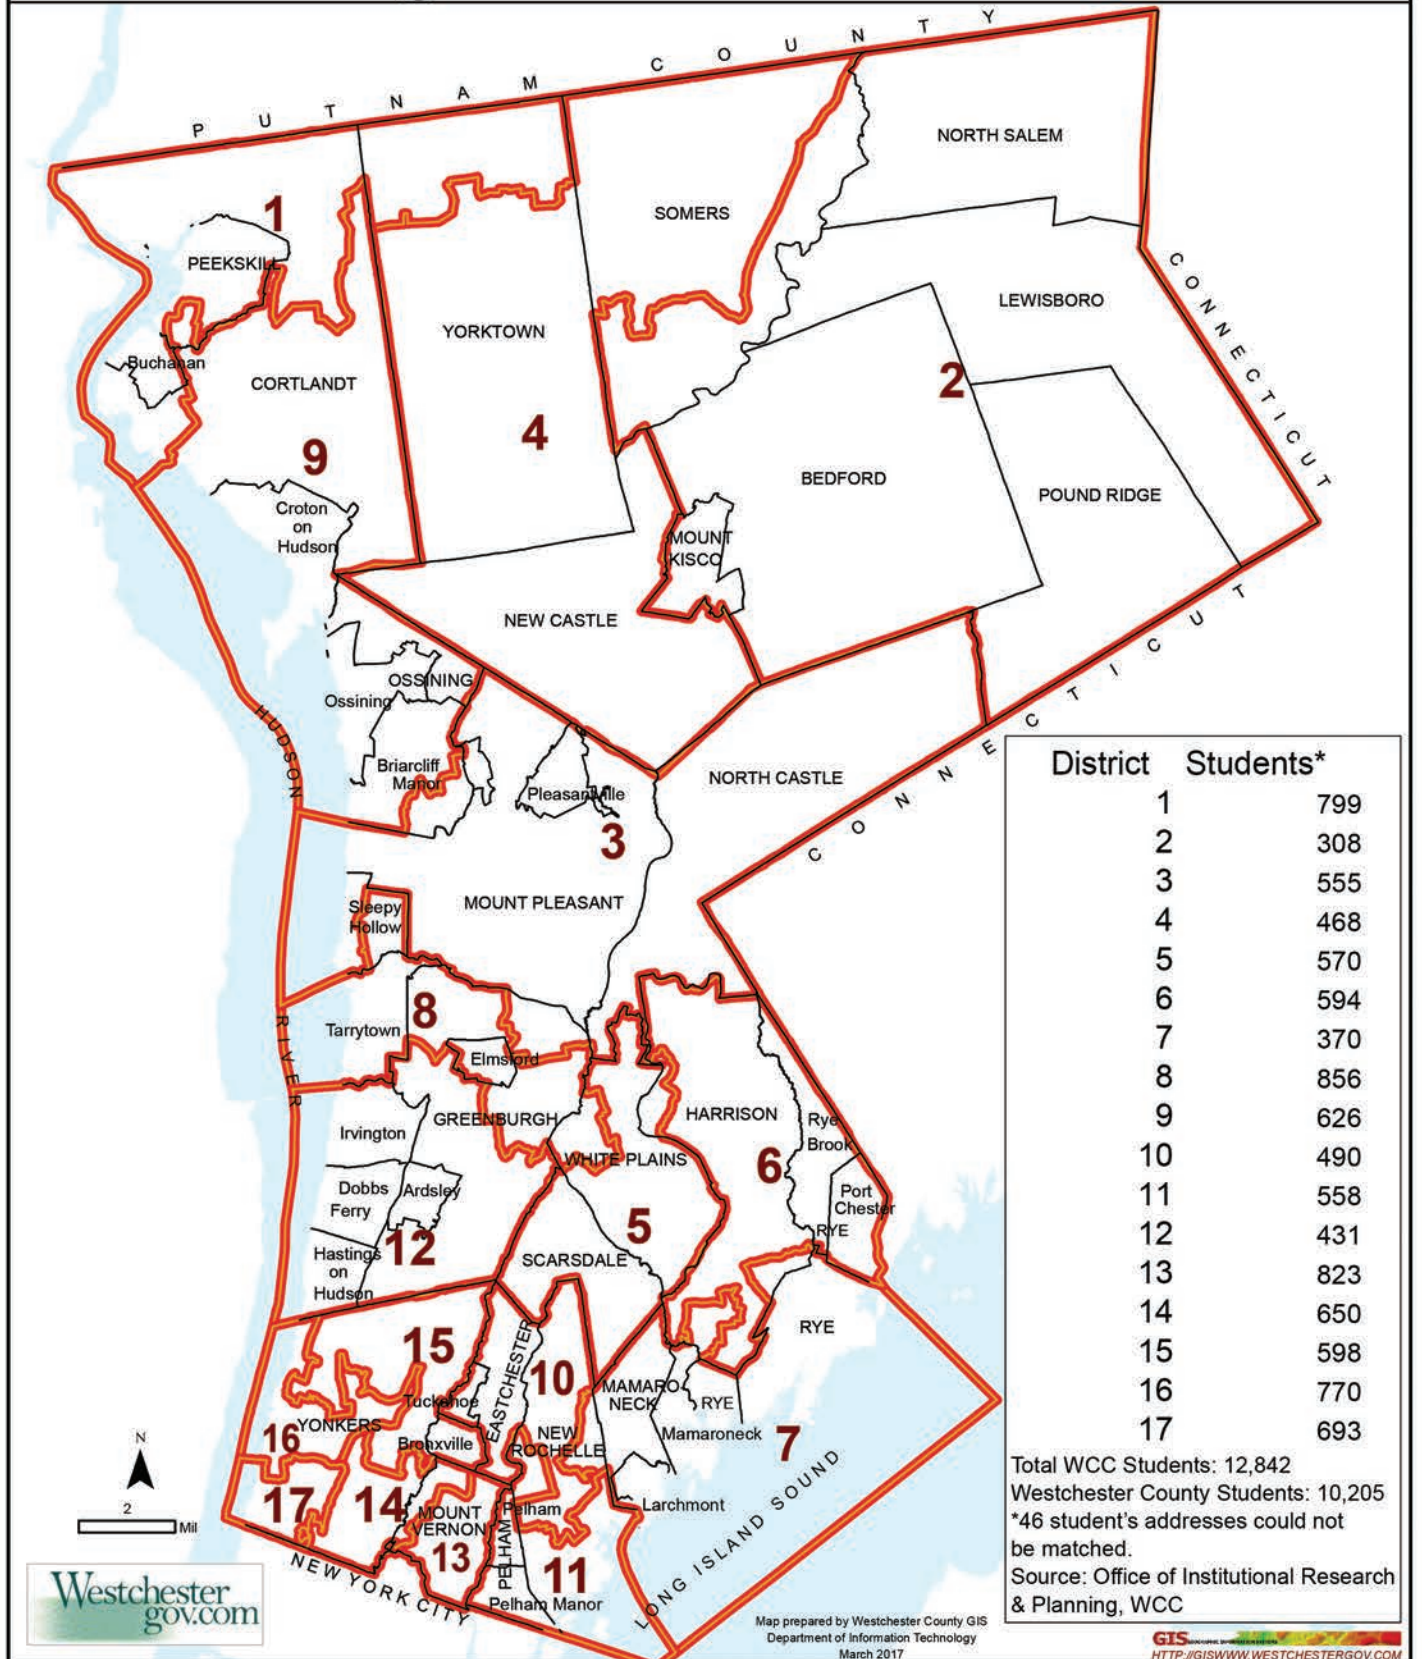 PUTNAM COUNTY
NORTH SALEM
SOMERS
1
PEEKSKILL
CONNECTICUT
LEWISBORO
YORKTOWN
Buchanan
CORTLANDT
2
4
9
BEDFORD
POUND RIDGE
Croton
on
Hudson
MOUNT
KISCO
NEW CASTLE
CONNECTICUT
OSSINING
Ossining
HUDSON
RIVER
Briarcliff
Manor
Pleasantville
NORTH CASTLE
3
MOUNT PLEASANT
Sleepy
Hollow
8
Tarrytown
Elmsford
GREENBURGH
HARRISON
Rye
Brook
Irvington
WHITE PLAINS
6
Dobbs
Ferry
Ardsley
Port
Chester
5
RYE
12
SCARSDALE
Hastings
on
Hudson
RYE
15
EASTCHESTER
10
MAMARO-
NECK
Tuckahoe
RYE
YONKERS
16
Bronxville
NEW
ROCHELLE
Mamaroneck
7
17
14
MOUNT
VERNON
Pelham
Larchmont
13
PELHAM
11
Pelham Manor
LONG ISLAND SOUND
NEW YORK CITY
N
2
Mil
Westchester
gov.com
District Students*
1 799
2 308
3 555
4 468
5 570
6 594
7 370
8 856
9 626
10 490
11 558
12 431
13 823
14 650
15 598
16 770
17 693
Total WCC Students: 12,842
Westchester County Students: 10,205
*46 student's addresses could not
be matched.
Source: Office of Institutional Research
& Planning, WCC
Map prepared by Westchester County GIS
Department of Information Technology
March 2017
GIS
HTTP://GISWWW.WESTCHESTERGOV.COM